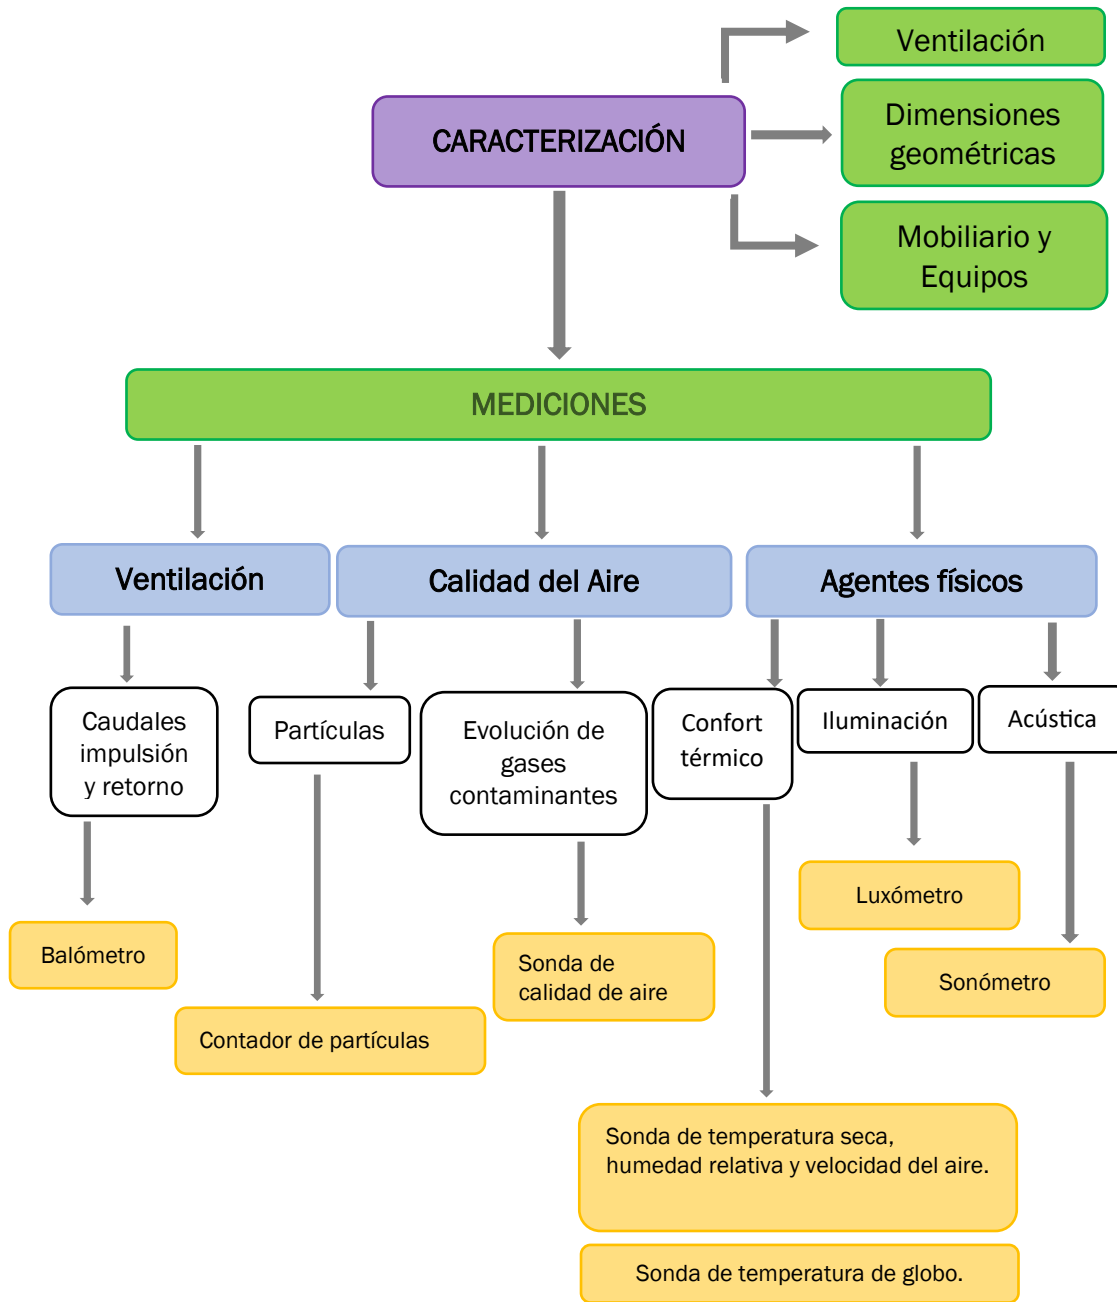 Ventilación
CARACTERIZACIÓN
Dimensiones
geométricas
Mobiliario y
Equipos
MEDICIONES
Ventilación
Calidad del Aire
Agentes físicos
Caudales
impulsión
y retorno
Partículas
Evolución de
gases
contaminantes
Confort
térmico
Iluminación
Acústica
Balómetro
Contador de partículas
Sonda de
calidad de aire
Luxómetro
Sonómetro
Sonda de temperatura seca,
humedad relativa y velocidad del aire.
Sonda de temperatura de globo.